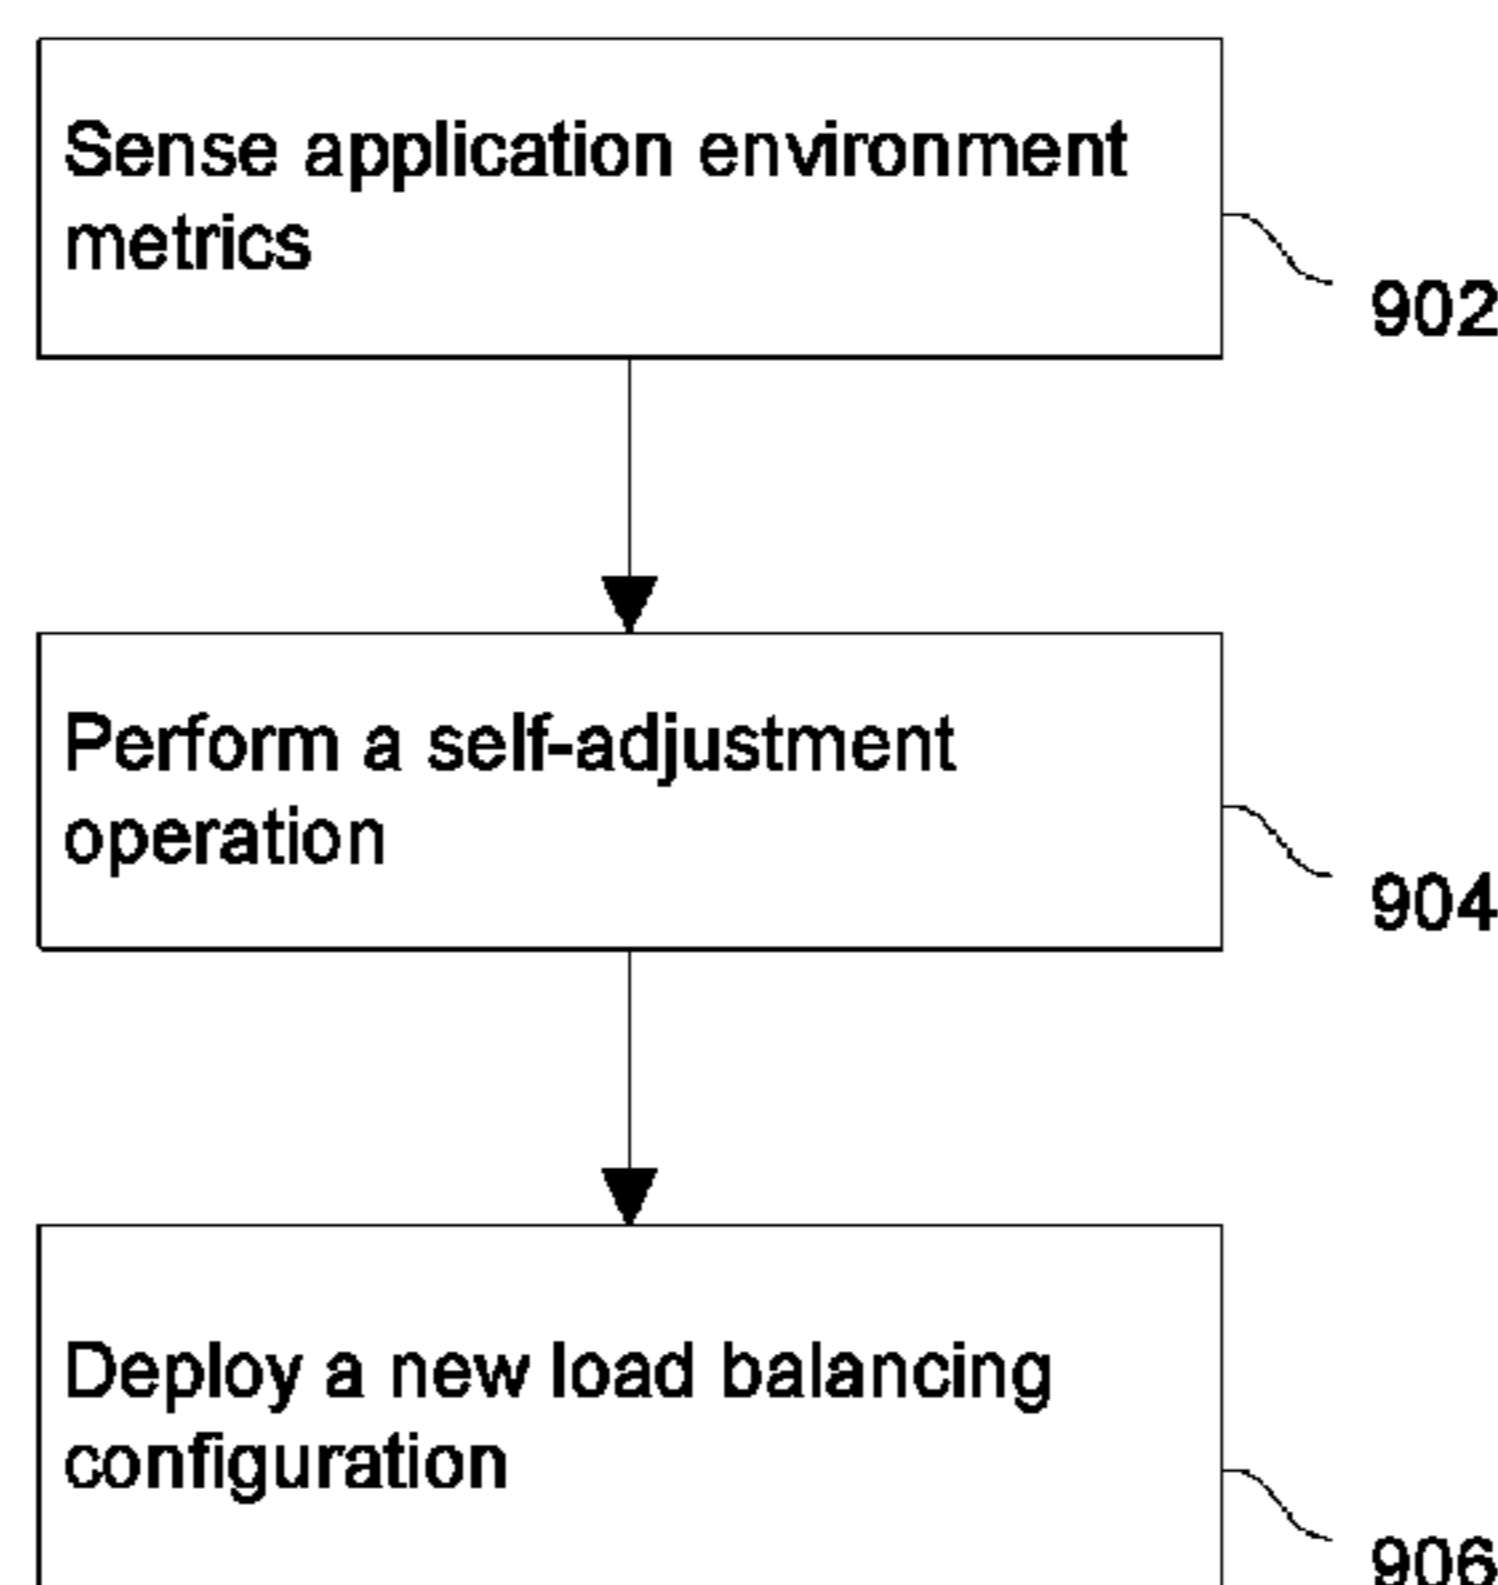 Sense application environment
metrics
902
Perform a self-adjustment
operation
904
Deploy a new load balancing
configuration
906